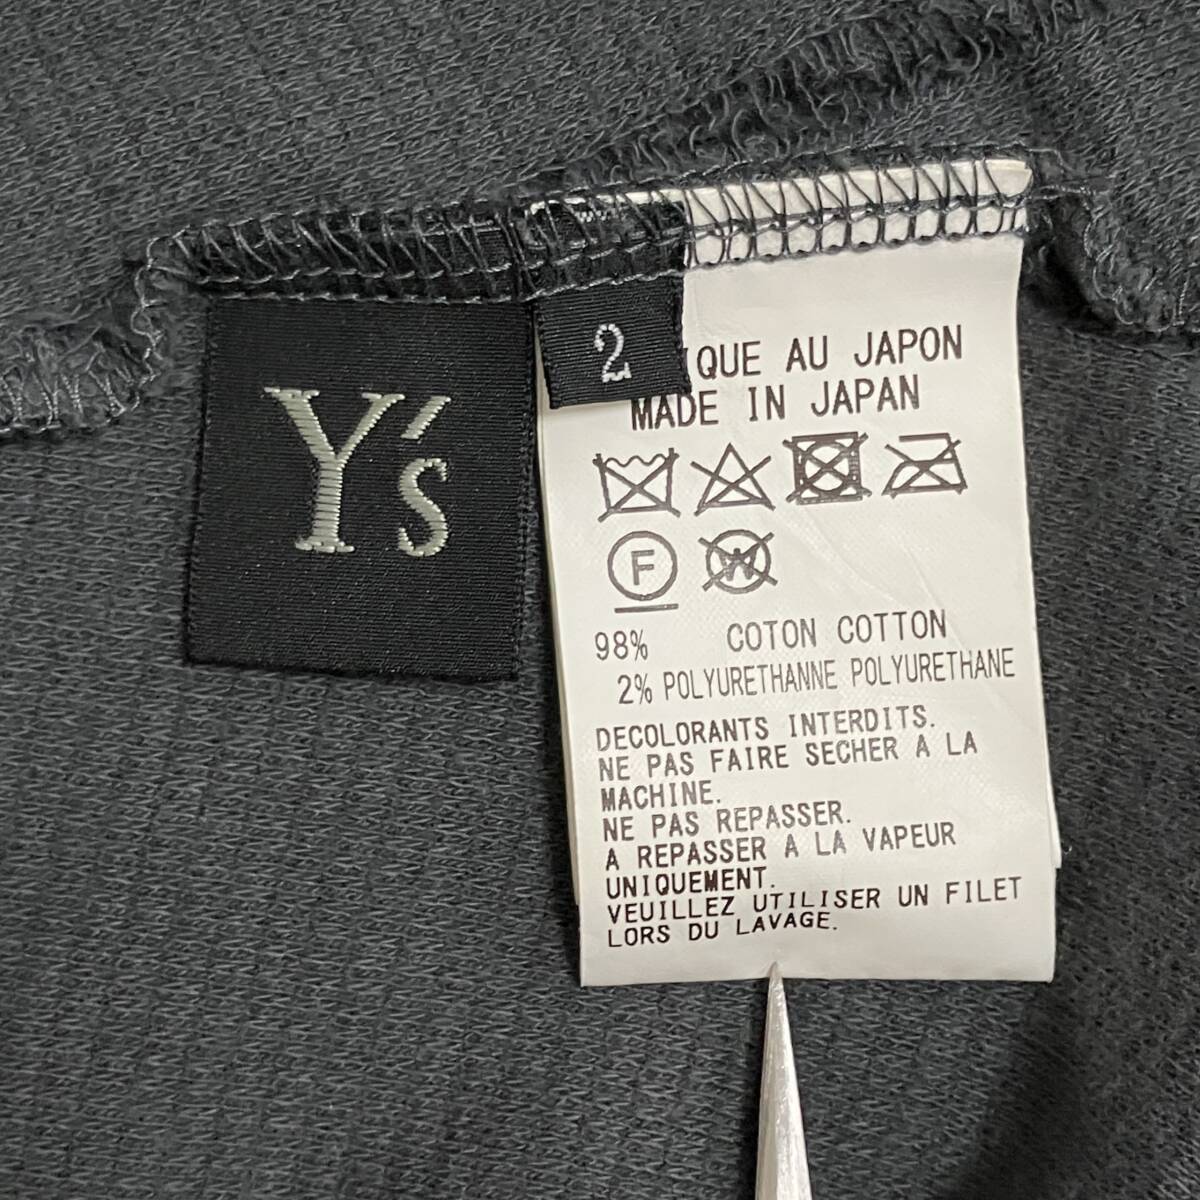 Y's
2
IQUE AU JAPON
MADE IN JAPAN
F
W
98% COTON COTTON
2% POLYURETHANNE POLYURETHANE
DECOLORANTS INTERDITS.
NE PAS FAIRE SECHER A LA
MACHINE.
NE PAS REPASSER.
A REPASSER A LA VAPEUR
UNIQUEMENT.
VEUILLEZ UTILISER UN FILET
LORS DU LAVAGE.